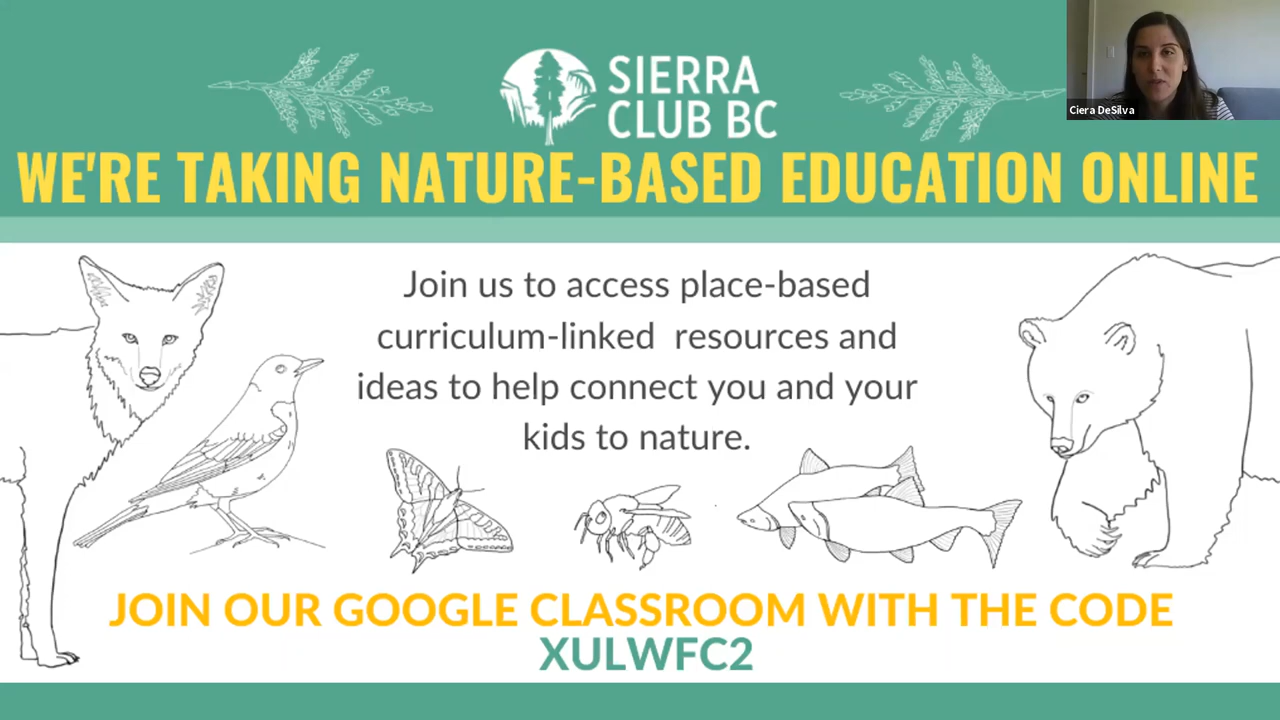 SIERRA
CLUB BC
Ciera DeSilva
WE'RE TAKING NATURE-BASED EDUCATION ONLINE
Join us to access place-based
curriculum-linked resources and
ideas to help connect you and your
kids to nature.
JOIN OUR GOOGLE CLASSROOM WITH THE CODE
XULWFC2